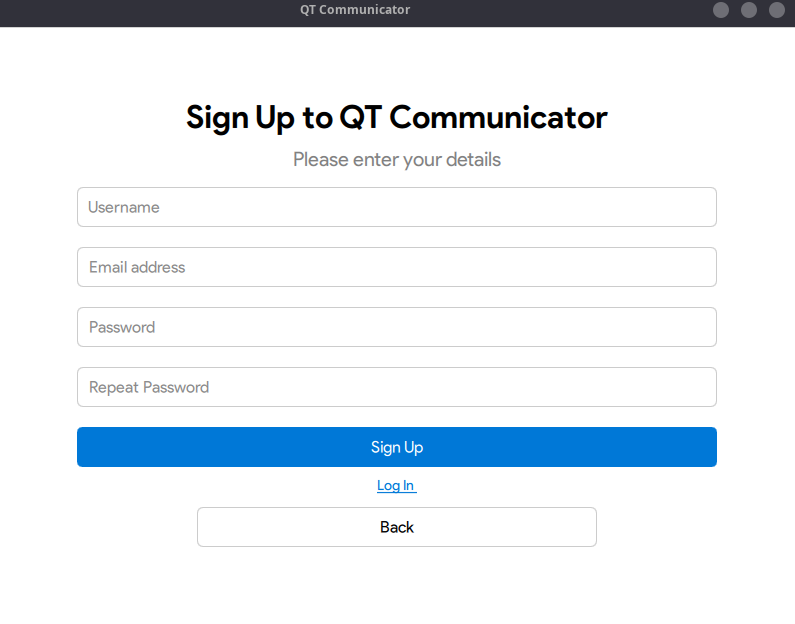 QT Communicator
Sign Up to QT Communicator
Please enter your details
Username
Email address
Password
Repeat Password
Sign Up
Log In
Back